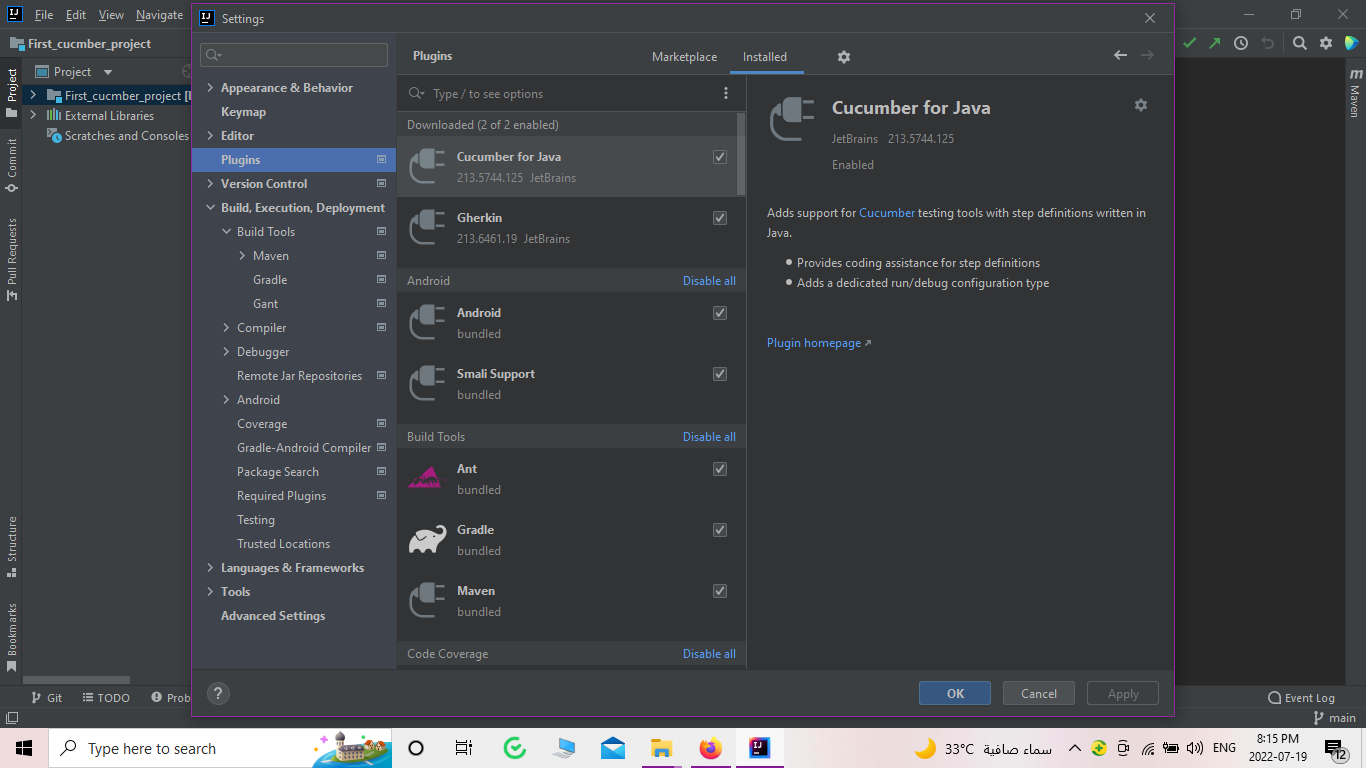 File Edit View Navigate
Settings
First_cucmber_project
Project
First_cucmber_project
External Libraries
Scratches and Consoles
Project
Commit
Pull Requests
Structure
Bookmarks
Appearance & Behavior
Keymap
Editor
Plugins
Version Control
Build, Execution, Deployment
Build Tools
Maven
Gradle
Gant
Compiler
Debugger
Remote Jar Repositories
Android
Coverage
Gradle-Android Compiler
Package Search
Required Plugins
Testing
Trusted Locations
Languages & Frameworks
Tools
Advanced Settings
Plugins
Marketplace
Installed
Type / to see options
Downloaded (2 of 2 enabled)
Cucumber for Java
213.5744.125 JetBrains
Gherkin
213.6461.19 JetBrains
Android
Disable all
Android
bundled
Smali Support
bundled
Build Tools
Disable all
Ant
bundled
Gradle
bundled
Maven
bundled
Code Coverage
Disable all
Cucumber for Java
JetBrains 213.5744.125
Enabled
Adds support for Cucumber testing tools with step definitions written in
Java.
Provides coding assistance for step definitions
Adds a dedicated run/debug configuration type
Plugin homepage
m
Maven
?
OK
Cancel
Apply
Git
TODO
Event Log
main
Type here to search
33°C سماء صافية
ENG
8:15 PM
2022-07-19
12